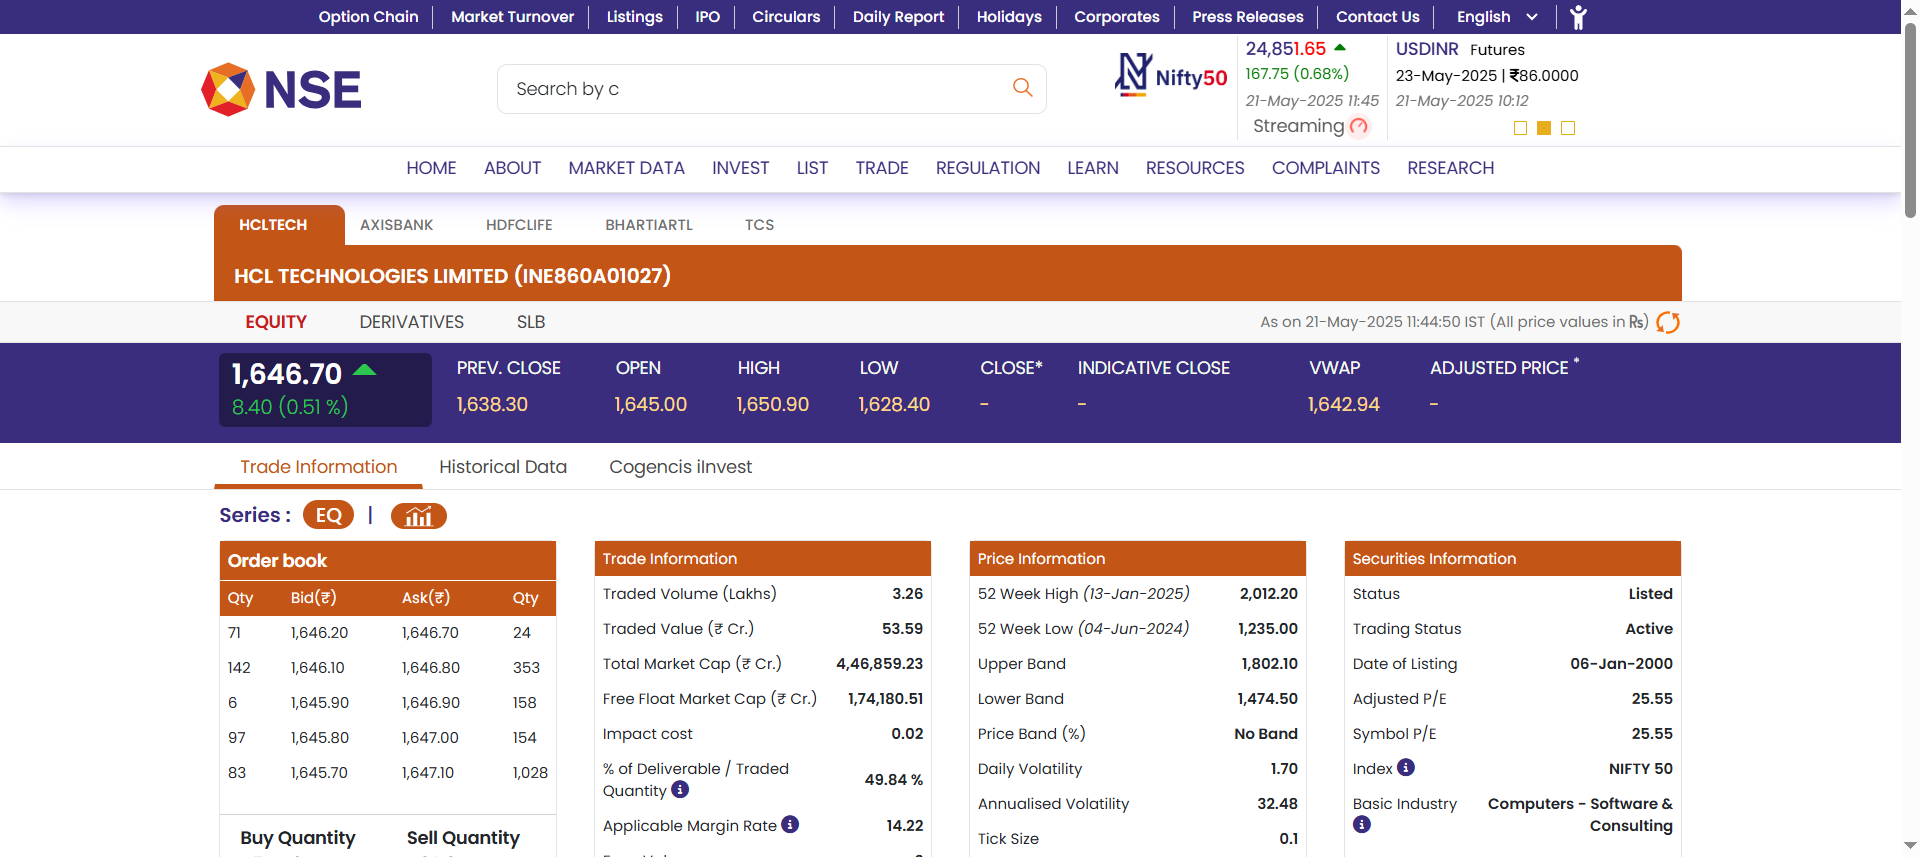 Option Chain Market Turnover Listings IPO Circulars Daily Report Holidays Corporates Press Releases Contact Us English
NSE
Search by c
Nifty50
24,851.65
167.75 (0.68%)
21-May-2025 11:45
Streaming
USDINR Futures
23-May-2025 | ₹86.0000
21-May-2025 10:12
HOME ABOUT MARKET DATA INVEST LIST TRADE REGULATION LEARN RESOURCES COMPLAINTS RESEARCH
HCLTECH AXISBANK HDFCLIFE BHARTIARTL TCS
HCL TECHNOLOGIES LIMITED (INE860A01027)
EQUITY DERIVATIVES SLB As on 21-May-2025 11:44:50 IST (All price values in ₨)
1,646.70
8.40 (0.51 %)
PREV. CLOSE OPEN HIGH LOW CLOSE* INDICATIVE CLOSE VWAP ADJUSTED PRICE *
1,638.30 1,645.00 1,650.90 1,628.40 - - 1,642.94 -
Trade Information Historical Data Cogencis iInvest
Series : EQ |
Order book
Qty Bid(₹) Ask(₹) Qty
71 1,646.20 1,646.70 24
142 1,646.10 1,646.80 353
6 1,645.90 1,646.90 158
97 1,645.80 1,647.00 154
83 1,645.70 1,647.10 1,028
Buy Quantity Sell Quantity
Trade Information
Traded Volume (Lakhs) 3.26
Traded Value (₹ Cr.) 53.59
Total Market Cap (₹ Cr.) 4,46,859.23
Free Float Market Cap (₹ Cr.) 1,74,180.51
Impact cost 0.02
% of Deliverable / Traded
Quantity 49.84 %
Applicable Margin Rate 14.22
Price Information
52 Week High (13-Jan-2025) 2,012.20
52 Week Low (04-Jun-2024) 1,235.00
Upper Band 1,802.10
Lower Band 1,474.50
Price Band (%) No Band
Daily Volatility 1.70
Annualised Volatility 32.48
Tick Size 0.1
Securities Information
Status Listed
Trading Status Active
Date of Listing 06-Jan-2000
Adjusted P/E 25.55
Symbol P/E 25.55
Index NIFTY 50
Basic Industry Computers - Software &
Consulting